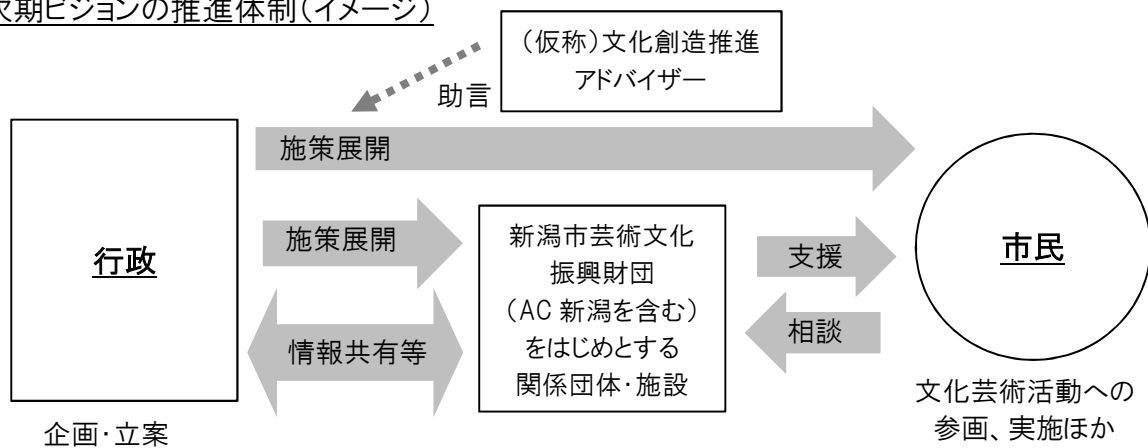 次期ビジョンの推進体制（イメージ）
（仮称）文化創造推進
アドバイザー
助言
施策展開
行政
施策展開
情報共有等
企画・立案
新潟市芸術文化
振興財団
（AC 新潟を含む）
をはじめとする
関係団体・施設
支援
相談
市民
文化芸術活動への
参画、実施ほか